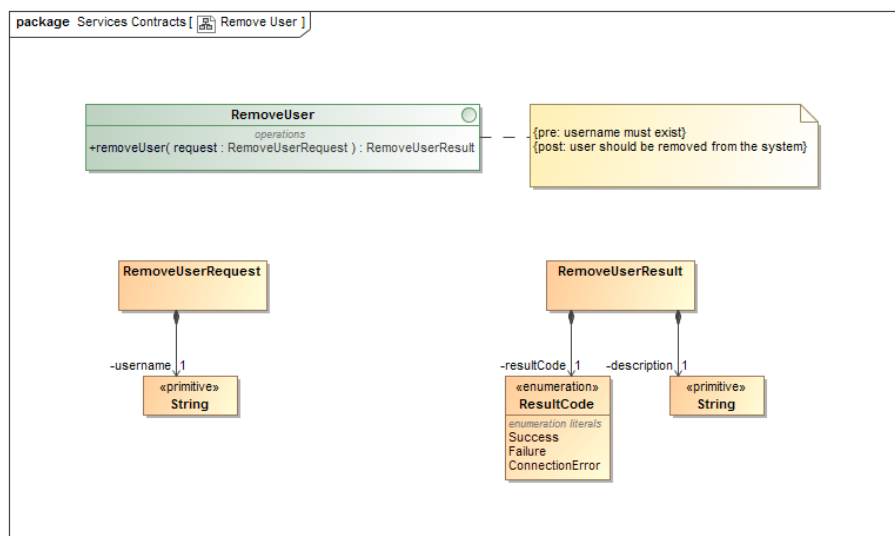 package Services Contracts [ Remove User ]
RemoveUser
operations
+removeUser( request : RemoveUserRequest ) : RemoveUserResult
{pre: username must exist}
{post: user should be removed from the system}
RemoveUserRequest
RemoveUserResult
-username 1
-resultCode 1
-description 1
«primitive»
String
«enumeration»
ResultCode
enumeration literals
Success
Failure
ConnectionError
«primitive»
String